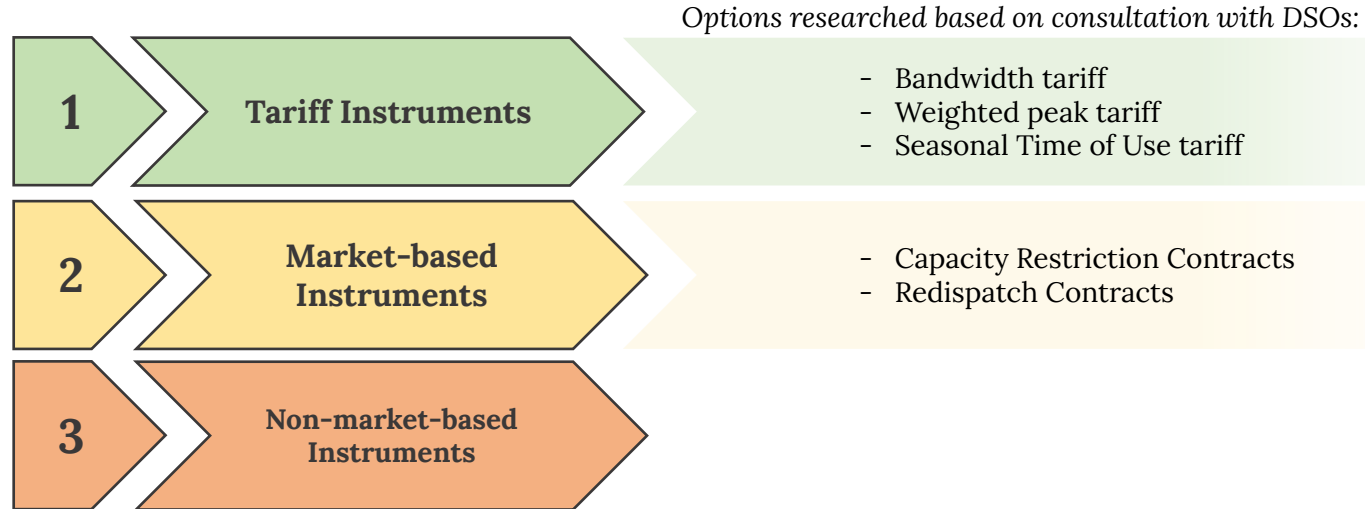 Options researched based on consultation with DSOs:
1
Tariff Instruments
- Bandwidth tariff
- Weighted peak tariff
- Seasonal Time of Use tariff
2
Market-based
Instruments
- Capacity Restriction Contracts
- Redispatch Contracts
3
Non-market-based
Instruments